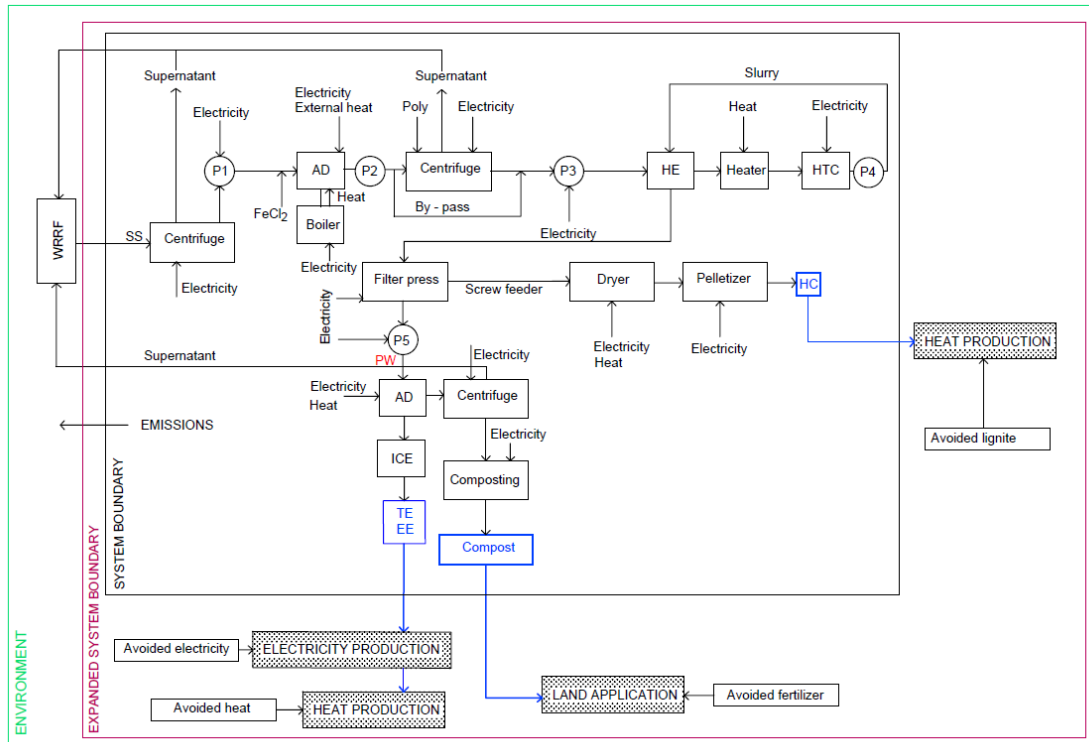 Supernatant
Supernatant
Slurry
Electricity
Electricity
External heat
Poly
Electricity
Heat
Electricity
P1
AD
P2
Centrifuge
P3
HE
Heater
HTC
P4
FeCl2
Heat
By - pass
WRRF
SS
Centrifuge
Boiler
Electricity
Electricity
Electricity
Filter press
Screw feeder
Dryer
Pelletizer
HC
Electricity
P5
Electricity
Heat
Electricity
HEAT PRODUCTION
Supernatant
PW
Electricity
Electricity
Heat
AD
Centrifuge
EMISSIONS
Electricity
Avoided lignite
ICE
Composting
TE
EE
Compost
SYSTEM BOUNDARY
EXPANDED SYSTEM BOUNDARY
ENVIRONMENT
Avoided electricity
ELECTRICITY PRODUCTION
Avoided heat
HEAT PRODUCTION
LAND APPLICATION
Avoided fertilizer